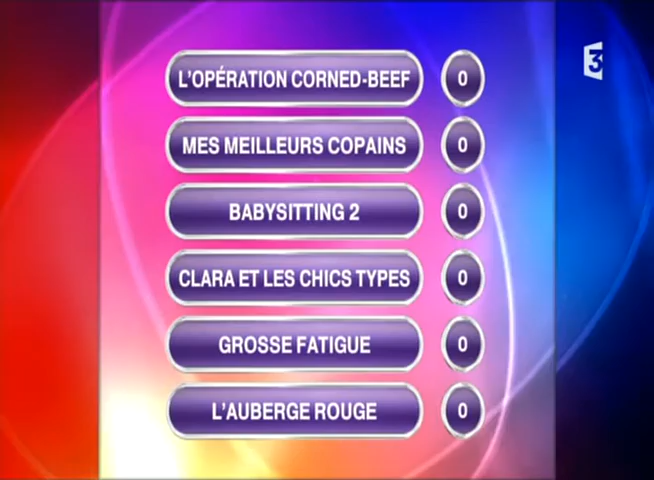 3
L'OPÉRATION CORNED-BEEF 0
MES MEILLEURS COPAINS 0
BABYSITTING 2 0
CLARA ET LES CHICS TYPES 0
GROSSE FATIGUE 0
L'AUBERGE ROUGE 0